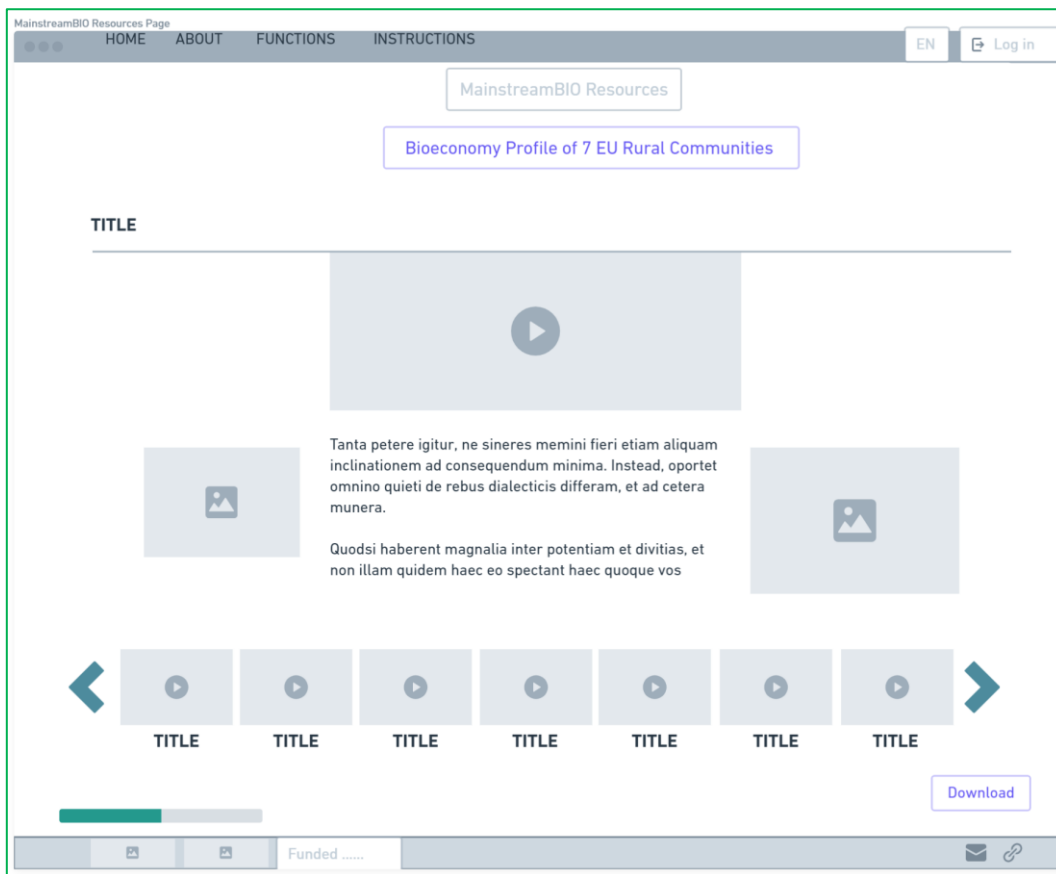 MainstreamBIO Resources Page
HOME ABOUT FUNCTIONS INSTRUCTIONS
EN Log in
MainstreamBIO Resources
Bioeconomy Profile of 7 EU Rural Communities
TITLE
Tanta petere igitur, ne sineres memini fieri etiam aliquam
inclinationem ad consequendum minima. Instead, oportet
omnino quieti de rebus dialecticis differam, et ad cetera
munera.
Quodsi haberent magnalia inter potentiam et divitias, et
non illam quidem haec eo spectant haec quoque vos
TITLE TITLE TITLE TITLE TITLE TITLE TITLE
Download
Funded ......